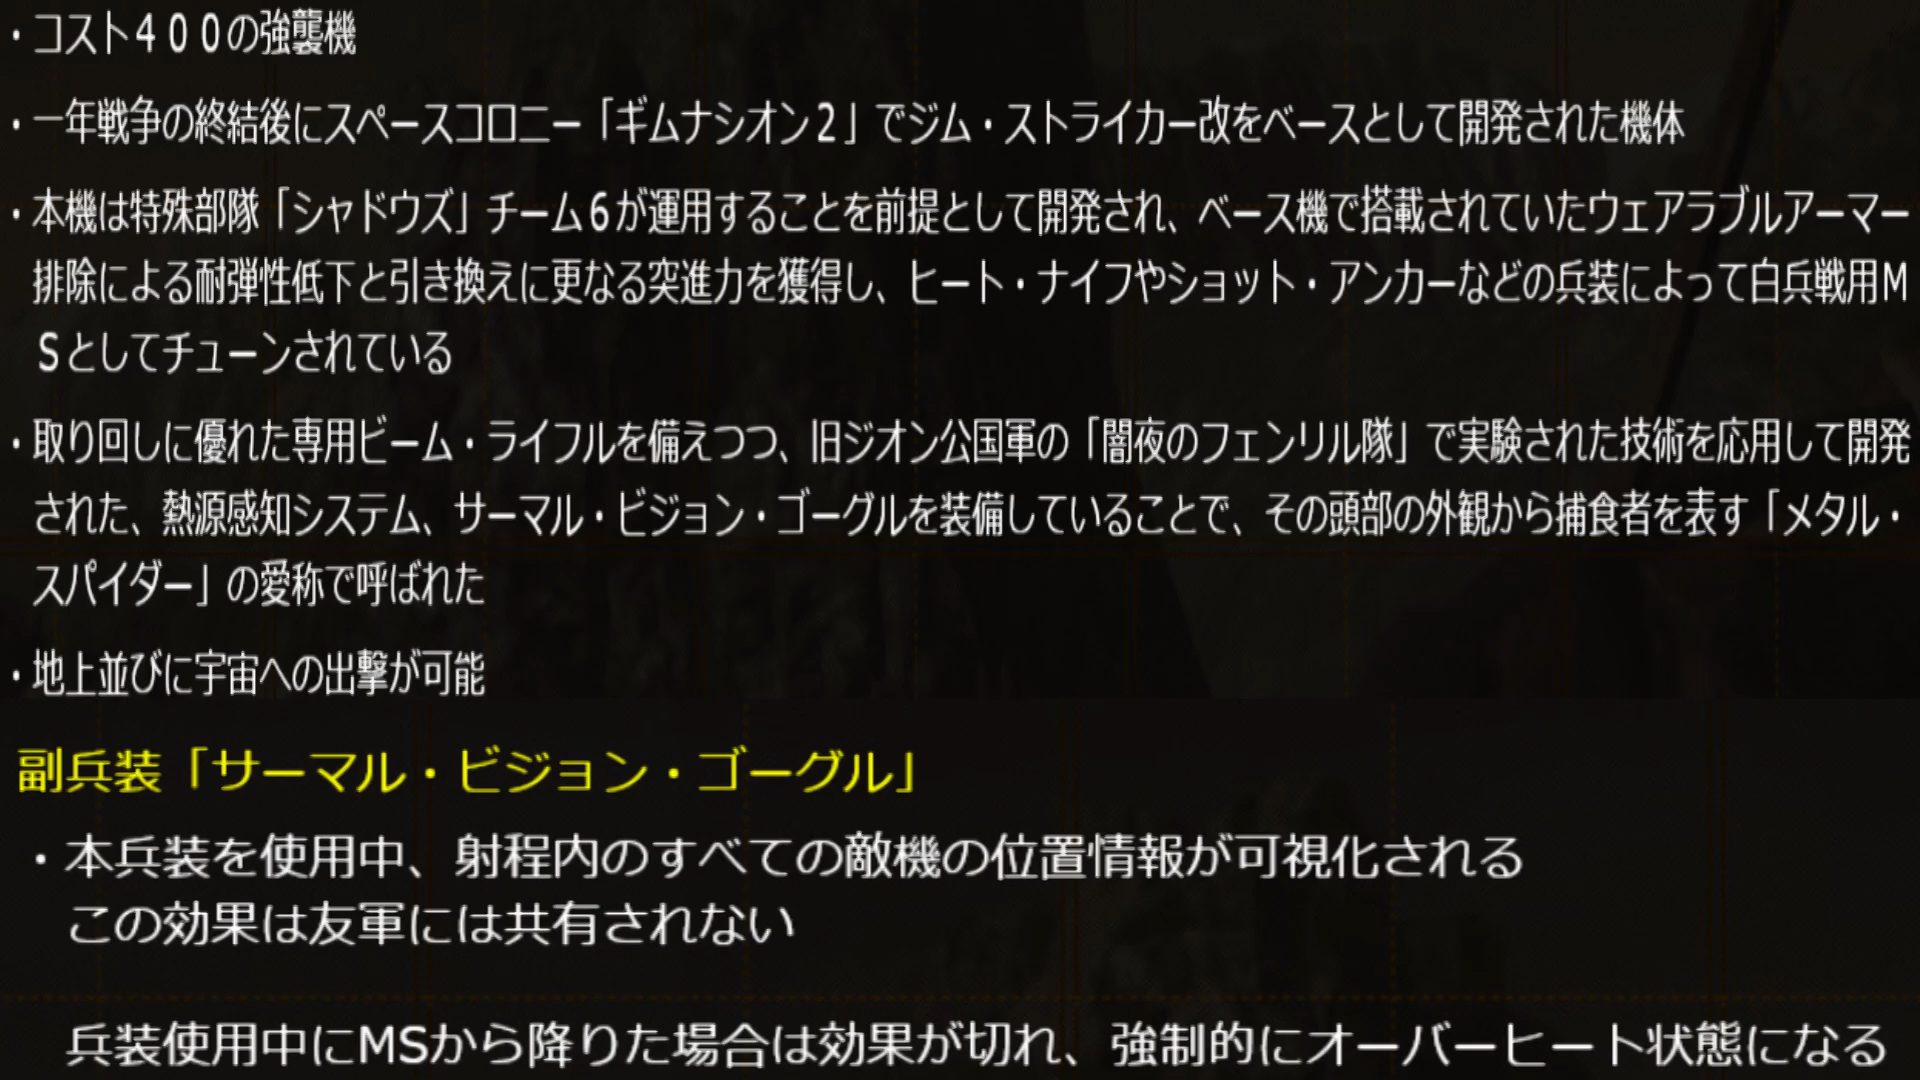 ・コスト４００の強襲機
・一年戦争の終結後にスペースコロニー「ギムナシオン２」でジム・ストライカー改をベースとして開発された機体
・本機は特殊部隊「シャドウズ」チーム６が運用することを前提として開発され、ベース機で搭載されていたウェアラブルアーマー
排除による耐弾性低下と引き換えに更なる突進力を獲得し、ヒート・ナイフやショット・アンカーなどの兵装によって白兵戦用Ｍ
Ｓとしてチューンされている
・取り回しに優れた専用ビーム・ライフルを備えつつ、旧ジオン公国軍の「闇夜のフェンリル隊」で実験された技術を応用して開発
された、熱源感知システム、サーマル・ビジョン・ゴーグルを装備していることで、その頭部の外観から捕食者を表す「メタル・
スパイダー」の愛称で呼ばれた
・地上並びに宇宙への出撃が可能
副兵装「サーマル・ビジョン・ゴーグル」
・本兵装を使用中、射程内のすべての敵機の位置情報が可視化される
この効果は友軍には共有されない
兵装使用中にMSから降りた場合は効果が切れ、強制的にオーバーヒート状態になる